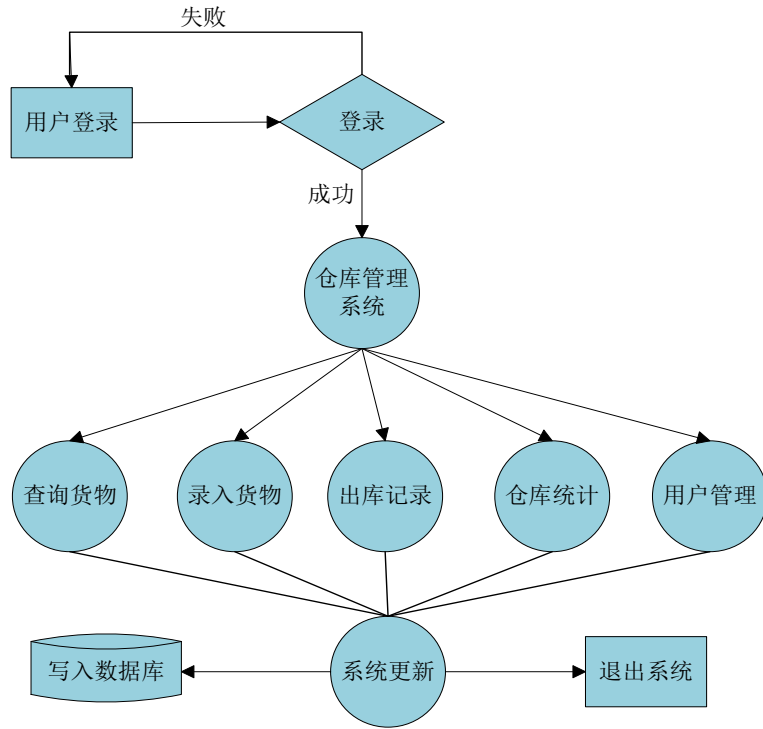 失败
用户登录
登录
成功
仓库管理
系统
查询货物
录入货物
出库记录
仓库统计
用户管理
写入数据库
系统更新
退出系统